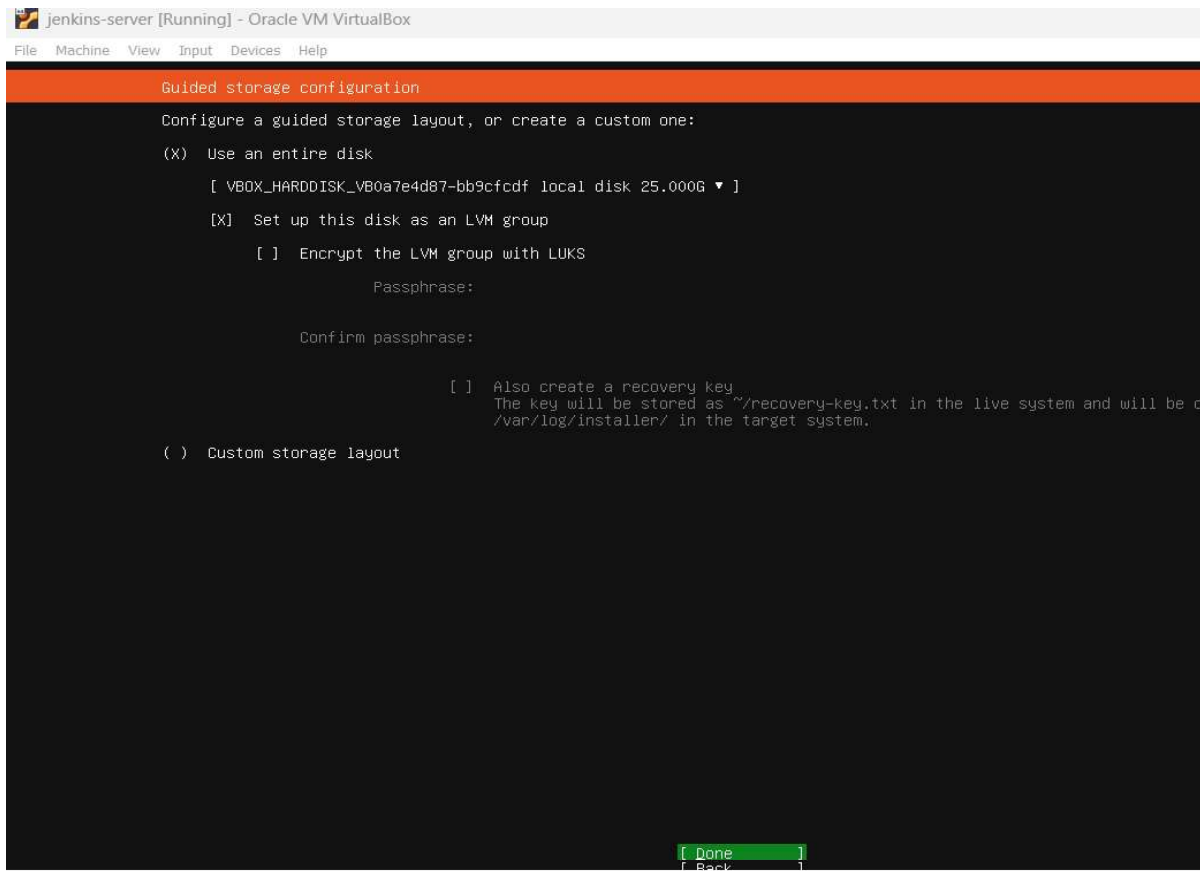 jenkins-server [Running] - Oracle VM VirtualBox
File Machine View Input Devices Help
Guided storage configuration
Configure a guided storage layout, or create a custom one:
(X) Use an entire disk
[ VBOX_HARDDISK_VB0a7e4d87-bb9cfcdf local disk 25.000G ▾ ]
[X] Set up this disk as an LVM group
[ ] Encrypt the LVM group with LUKS
Passphrase:
Confirm passphrase:
[ ] Also create a recovery key
The key will be stored as ~/recovery-key.txt in the live system and will be
/var/log/installer/ in the target system.
( ) Custom storage layout
[ Done ]
[ Back ]